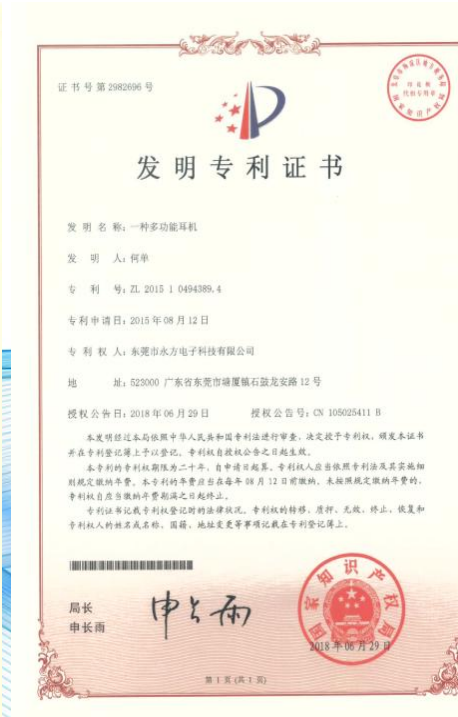 证书号第2982696号
发明专利证书
发 明 名 称：一种多功能耳机
发 明 人：何单
专 利 号：ZL 2015 1 0494389.4
专利申请日：2015年08月12日
专 利 权 人：东莞市永方电子科技有限公司
地 址：523000 广东省东莞市塘厦镇石鼓龙安路12号
授权公告日：2018年06月29日 授权公告号：CN 105025411 B
本发明经过本局依照中华人民共和国专利法进行审查，决定授予专利权，颁发本证书
并在专利登记簿上予以登记。专利权自授权公告之日起生效。
本专利的专利权期限为二十年，自申请日起算。专利权人应当依照专利法及其实施细
则规定缴纳年费。本专利的年费应当在每年08月12日前缴纳。未按照规定缴纳年费的，
专利权自应当缴纳年费期满之日起终止。
专利证书记载专利权登记时的法律状况。专利权的转移、质押、无效、终止、恢复和
专利权人的姓名或名称、国籍、地址变更等事项记载在专利登记簿上。
局长
申长雨
申长雨
国家知识产权局
2018年06月29日
第 1 页 (共 1 页)